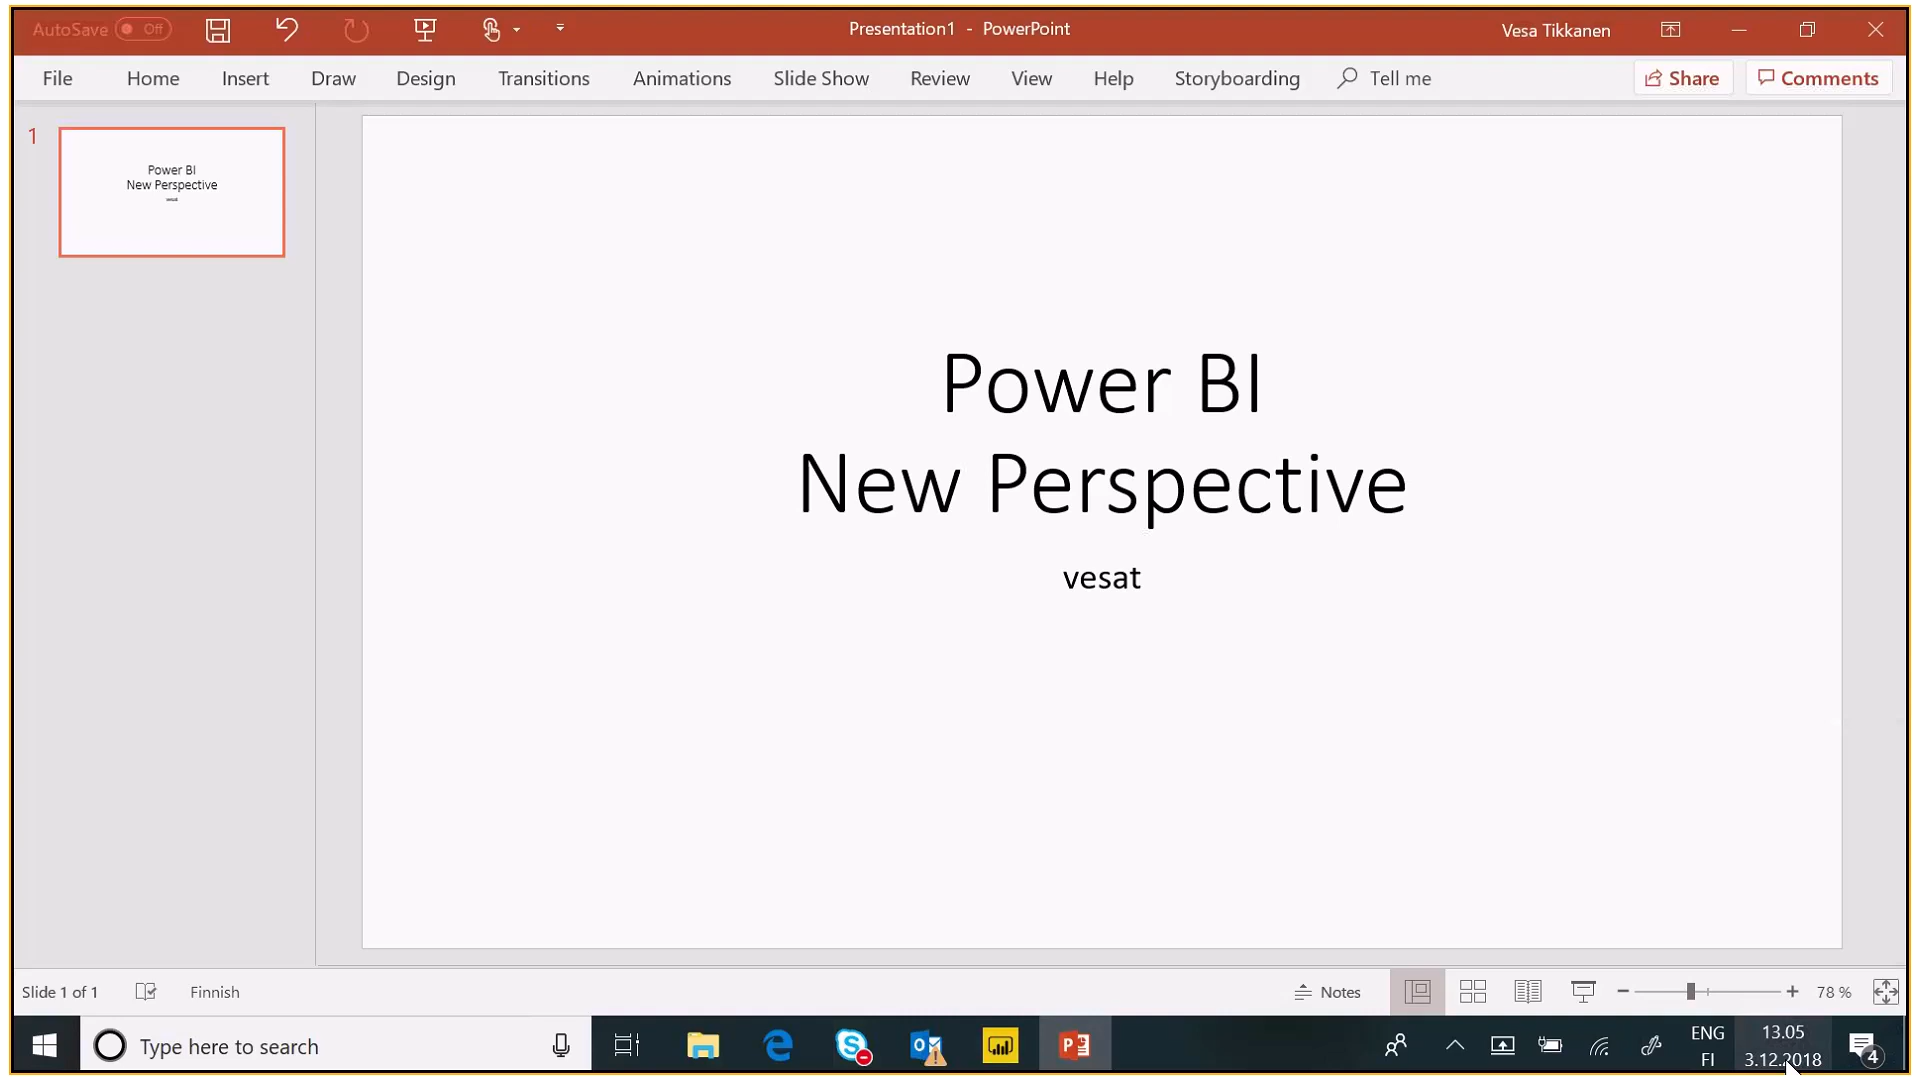 AutoSave Off
Presentation1 - PowerPoint
Vesa Tikkanen
File Home Insert Draw Design Transitions Animations Slide Show Review View Help Storyboarding Tell me
Share Comments
1
Power BI
New Perspective
vesat
Power BI
New Perspective
vesat
Slide 1 of 1 Finnish Notes 78 %
Type here to search
ENG 13.05
FI 3.12.2018
4